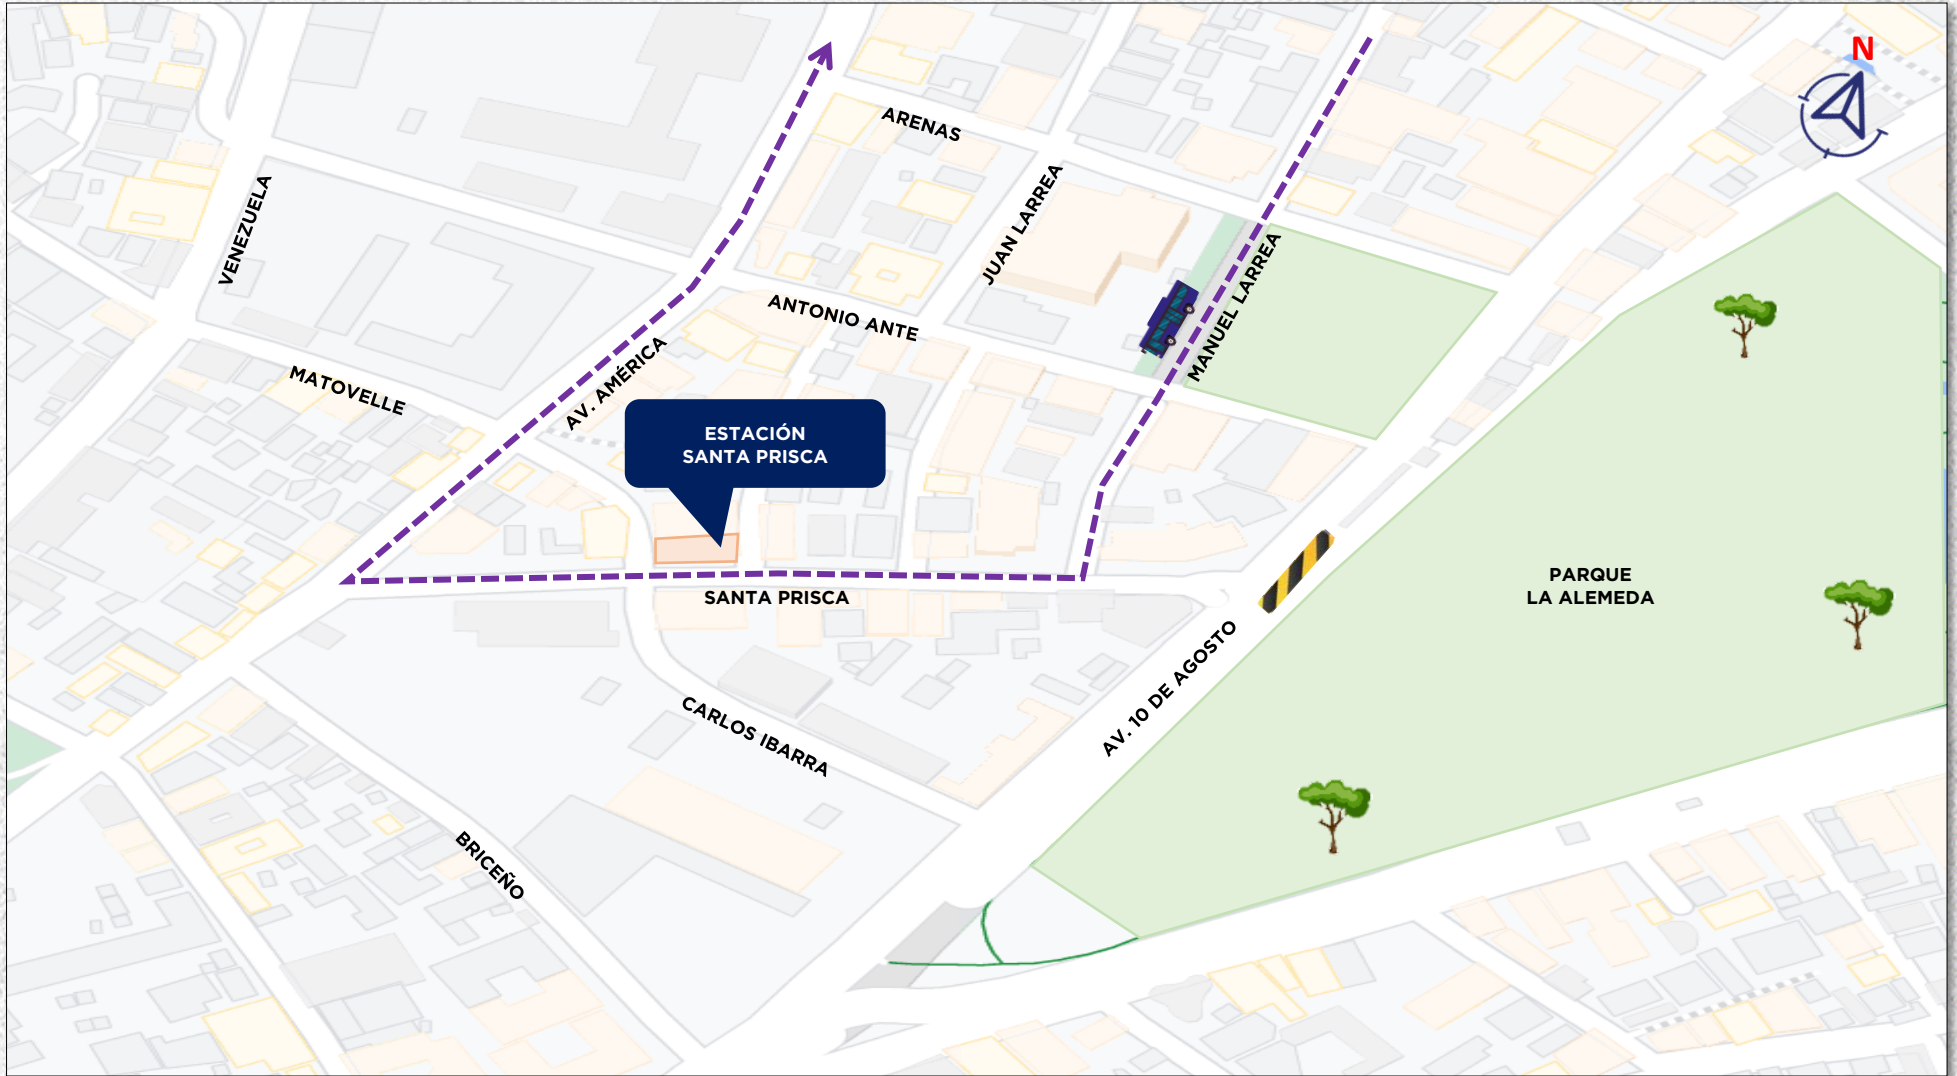 N
ARENAS
VENEZUELA
JUAN LARREA
MANUEL LARREA
ANTONIO ANTE
AV. AMÉRICA
MATOVELLE
ESTACIÓN
SANTA PRISCA
SANTA PRISCA
PARQUE
LA ALEMEDA
AV. 10 DE AGOSTO
CARLOS IBARRA
BRICEÑO